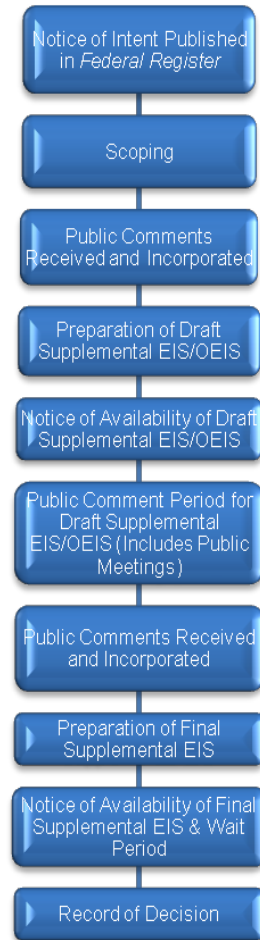 Notice of Intent Published
in Federal Register
Scoping
Public Comments
Received and Incorporated
Preparation of Draft
Supplemental EIS/OEIS
Notice of Availability of Draft
Supplemental EIS/OEIS
Public Comment Period for
Draft Supplemental
EIS/OEIS (Includes Public
Meetings)
Public Comments Received
and Incorporated
Preparation of Final
Supplemental EIS
Notice of Availability of Final
Supplemental EIS & Wait
Period
Record of Decision